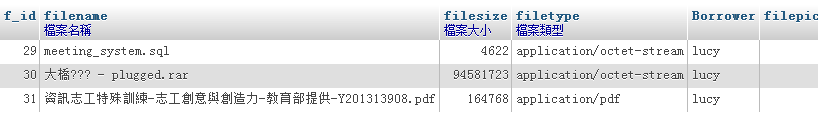 f_id filename filesize filetype Borrower filepic
檔案名稱 檔案大小 檔案類型
29 meeting_system.sql 4622 application/octet-stream lucy
30 大橋??? - plugged.rar 94581723 application/octet-stream lucy
31 資訊志工特殊訓練-志工創意與創造力-教育部提供-Y201313908.pdf 164768 application/pdf lucy